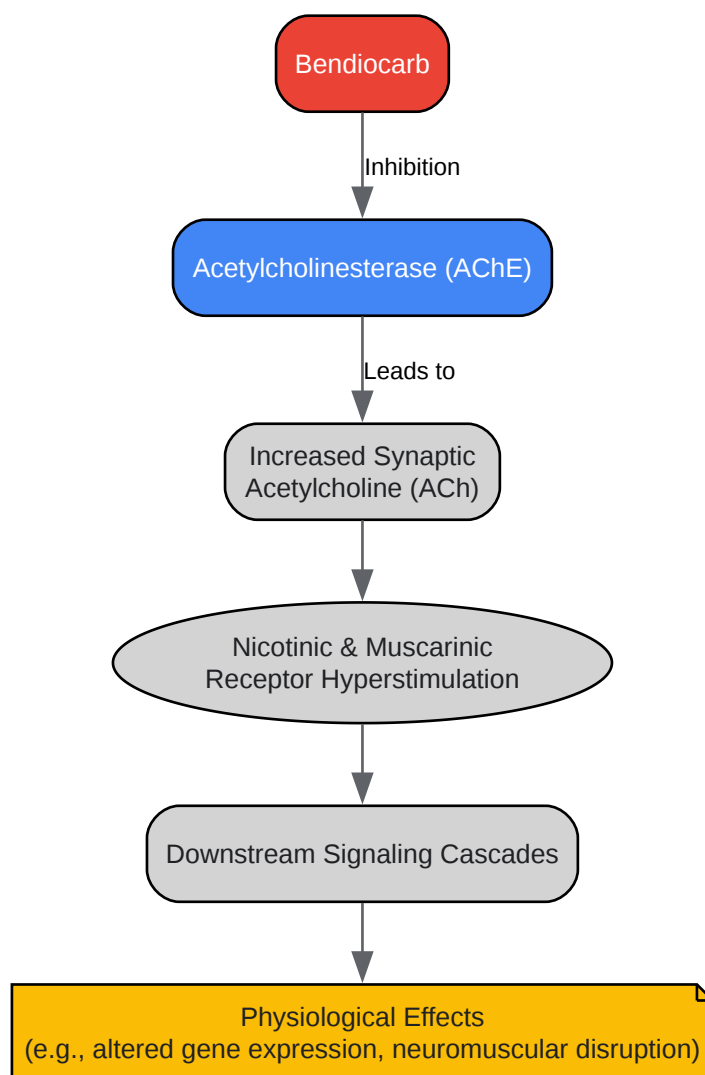 Bendiocarb
Inhibition
Acetylcholinesterase (AChE)
Leads to
Increased Synaptic
Acetylcholine (ACh)
Nicotinic & Muscarinic
Receptor Hyperstimulation
Downstream Signaling Cascades
Physiological Effects
(e.g., altered gene expression, neuromuscular disruption)